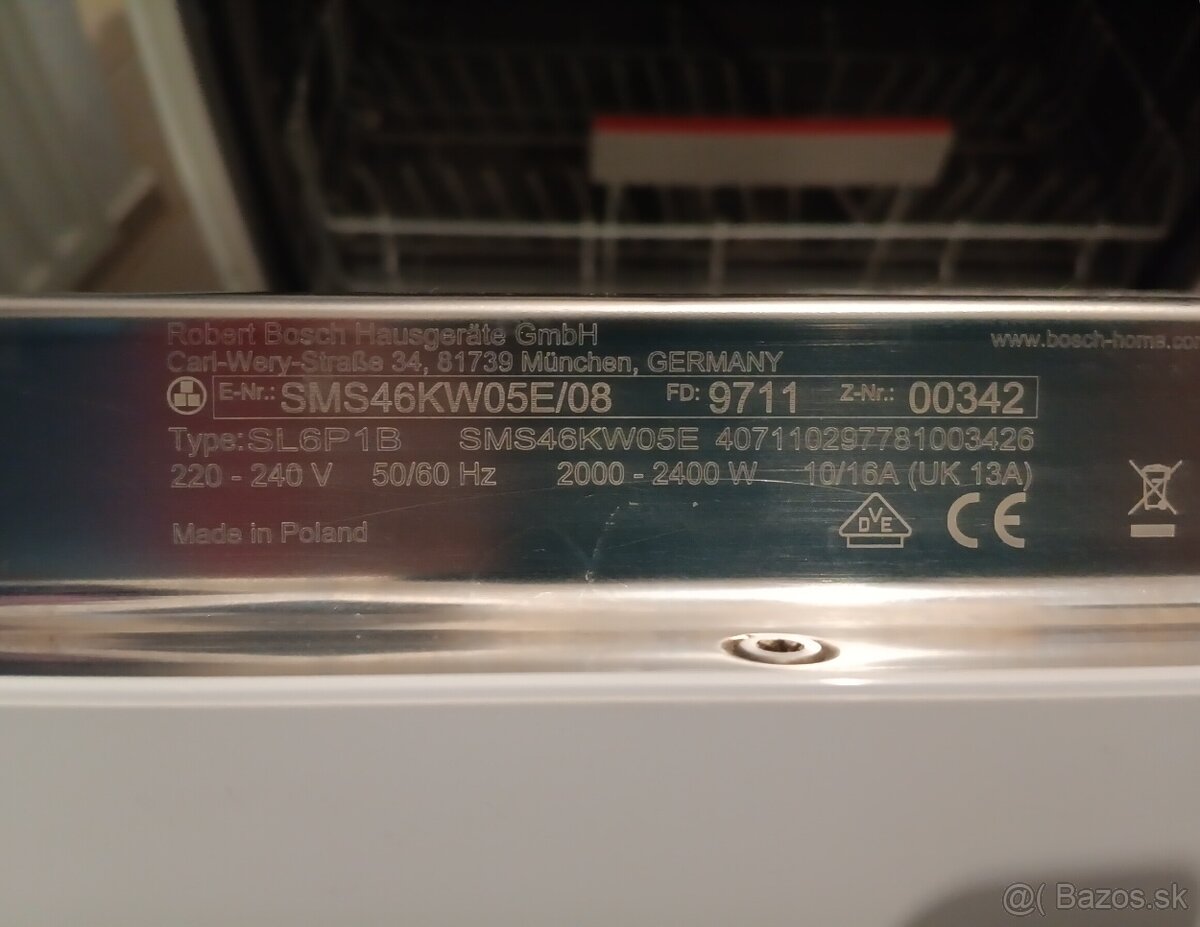 Robert Bosch Hausgeräte GmbH
www.bosch-home.com
Carl-Wery-Straße 34, 81739 München, GERMANY
E-Nr.: SMS46KW05E/08 FD: 9711 Z-Nr.: 00342
Type: SL6P1B SMS46KW05E 407110297781003426
220 - 240 V 50/60 Hz 2000 - 2400 W 10/16A (UK 13A)
Made in Poland
DVE CE
@( Bazos.sk